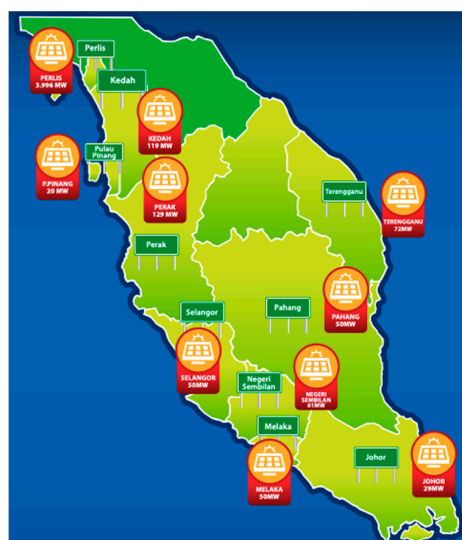 Perlis
PERLIS
3.996 MW
Kedah
KEDAH
119 MW
Pulau
Pinang
P.PINANG
20 MW
PERAK
129 MW
Terengganu
TERENGGANU
72MW
Perak
Selangor
Pahang
PAHANG
50MW
SELANGOR
50MW
Negeri
Sembilan
NEGERI
SEMBILAN
61MW
Melaka
MELAKA
50MW
Johor
JOHOR
29MW